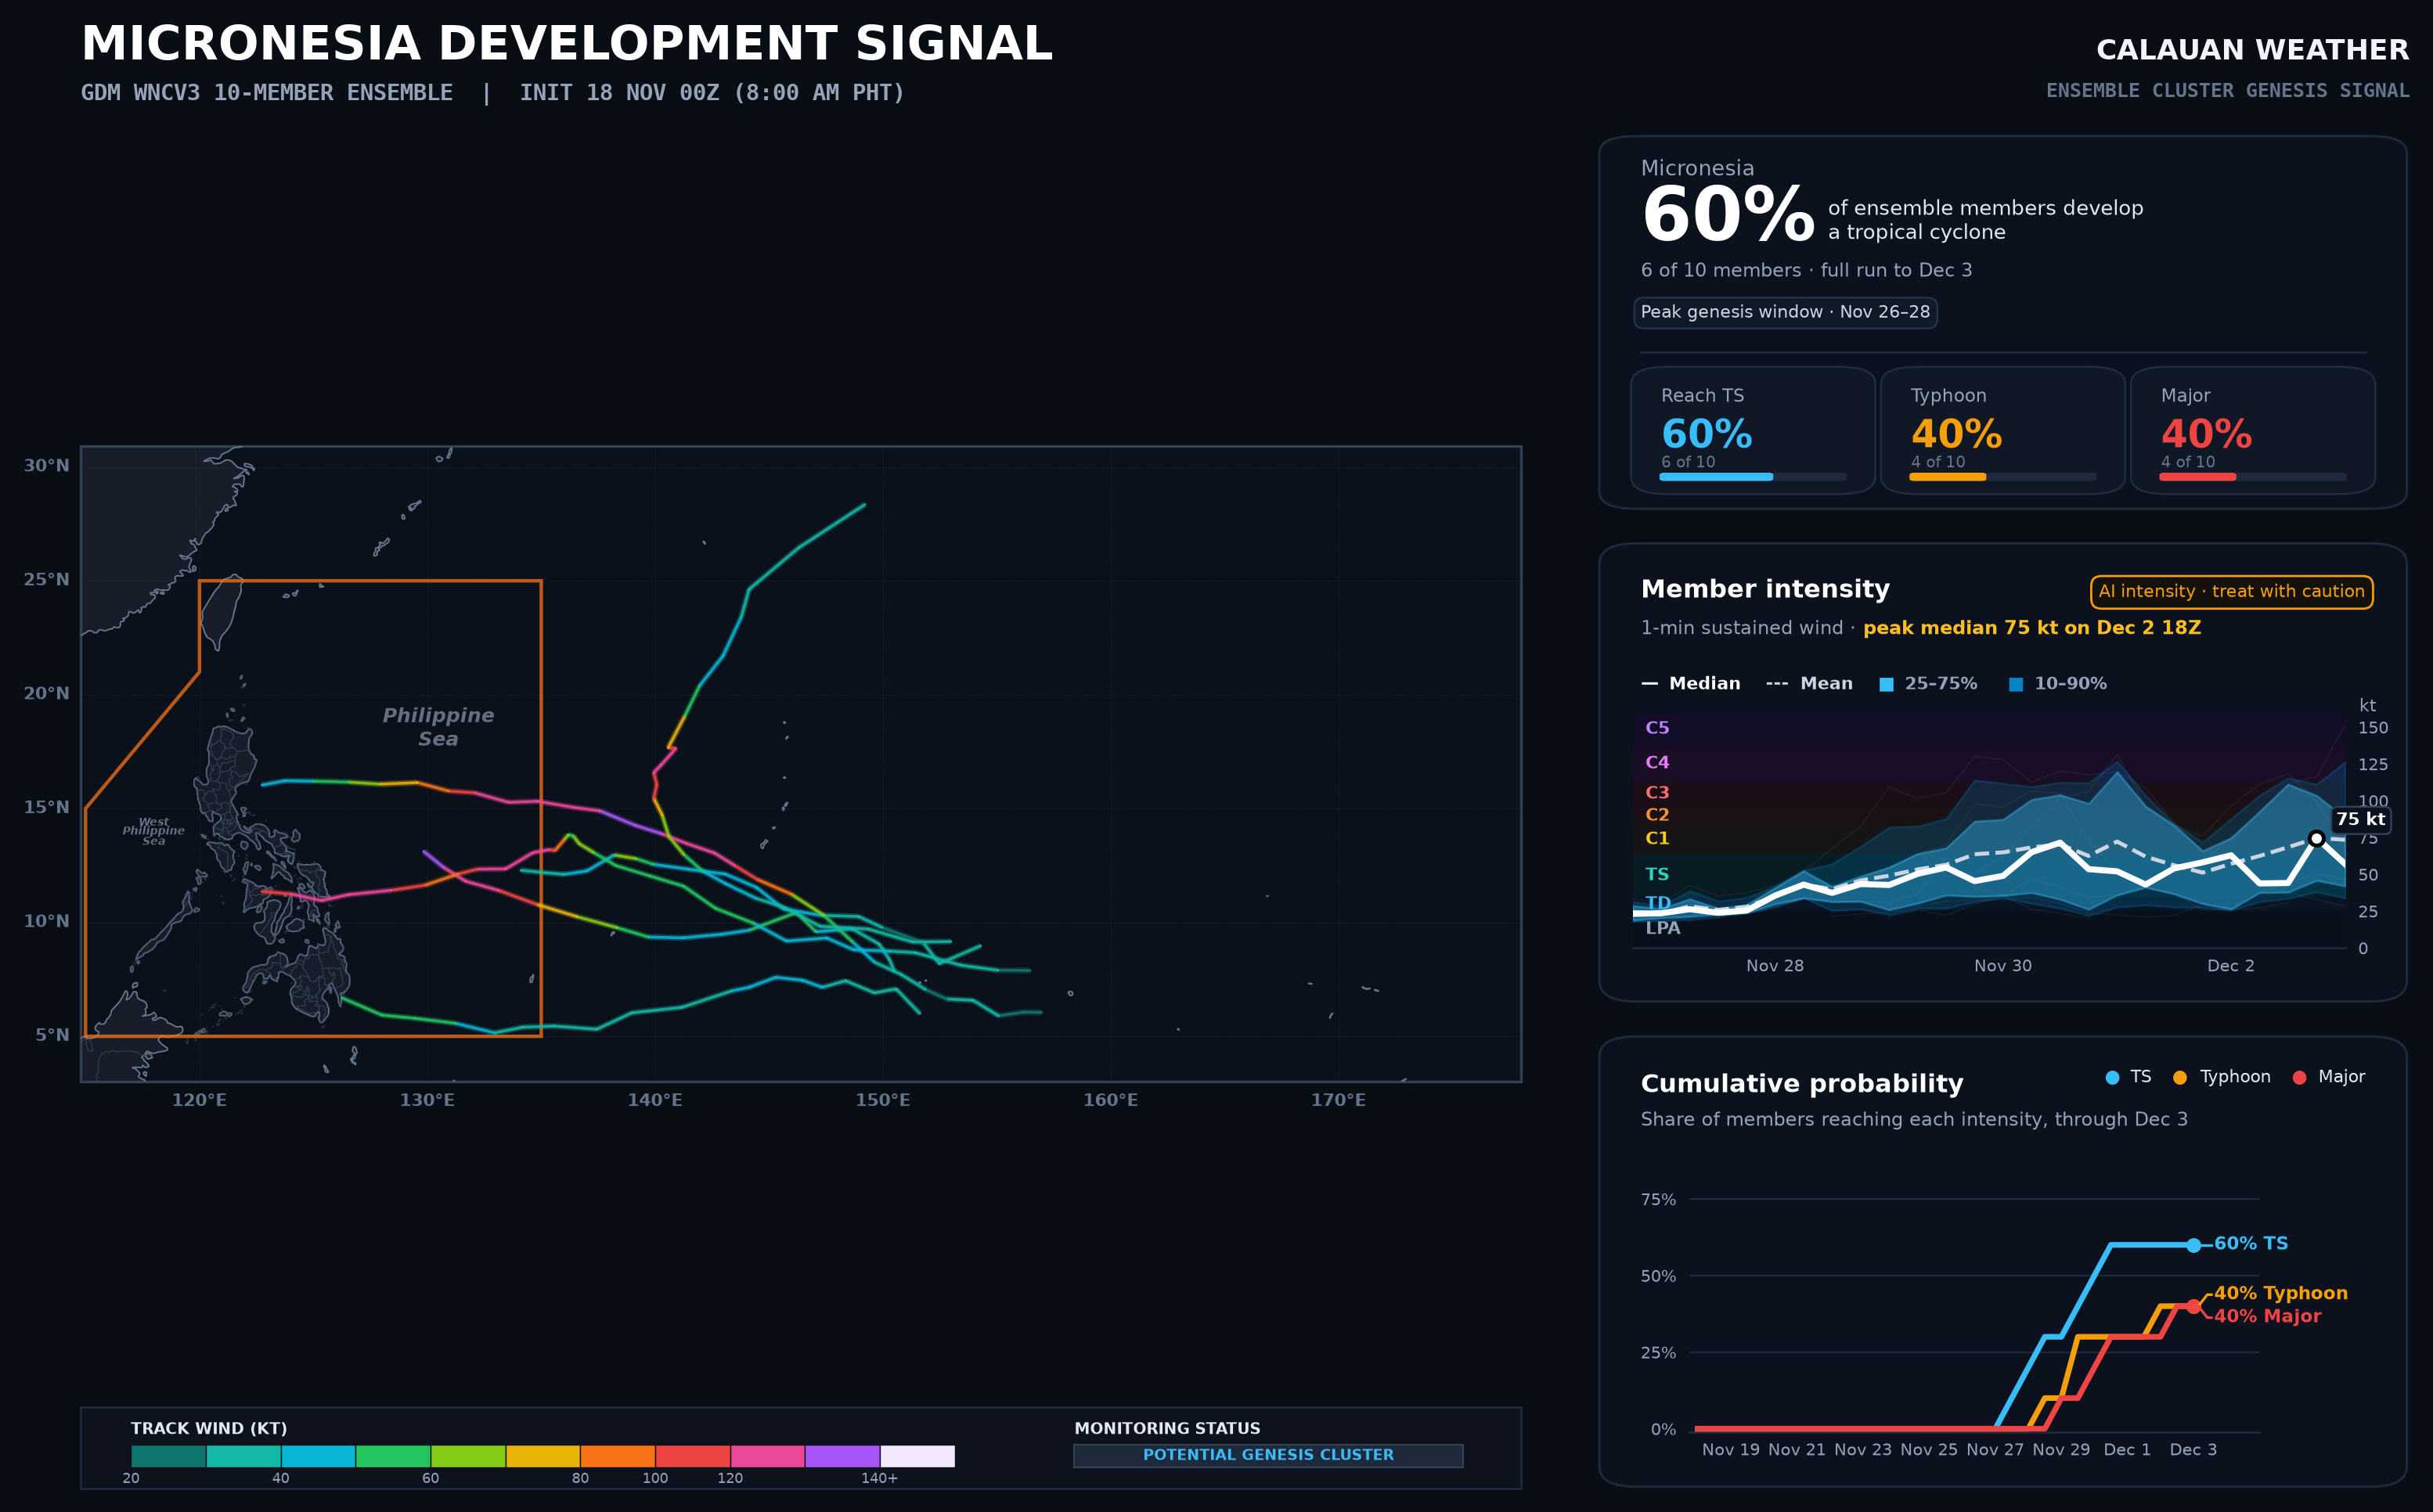 MICRONESIA DEVELOPMENT SIGNAL
GDM WNCV3 10-MEMBER ENSEMBLE | INIT 18 NOV 00Z (8:00 AM PHT)
CALAUAN WEATHER
ENSEMBLE CLUSTER GENESIS SIGNAL
30°N
25°N
20°N
15°N
10°N
5°N
120°E
130°E
140°E
150°E
160°E
170°E
Philippine
Sea
West
Philippine
Sea
TRACK WIND (KT)
20
40
60
80
100
120
140+
MONITORING STATUS
POTENTIAL GENESIS CLUSTER
Micronesia
60%
of ensemble members develop
a tropical cyclone
6 of 10 members · full run to Dec 3
Peak genesis window · Nov 26–28
Reach TS
60%
6 of 10
Typhoon
40%
4 of 10
Major
40%
4 of 10
Member intensity
AI intensity · treat with caution
1-min sustained wind · peak median 75 kt on Dec 2 18Z
Median
Mean
25–75%
10–90%
kt
C5
C4
C3
C2
C1
TS
TD
LPA
150
125
100
75 kt
75
50
25
0
Nov 28
Nov 30
Dec 2
Cumulative probability
TS
Typhoon
Major
Share of members reaching each intensity, through Dec 3
75%
50%
25%
0%
60% TS
40% Typhoon
40% Major
Nov 19
Nov 21
Nov 23
Nov 25
Nov 27
Nov 29
Dec 1
Dec 3